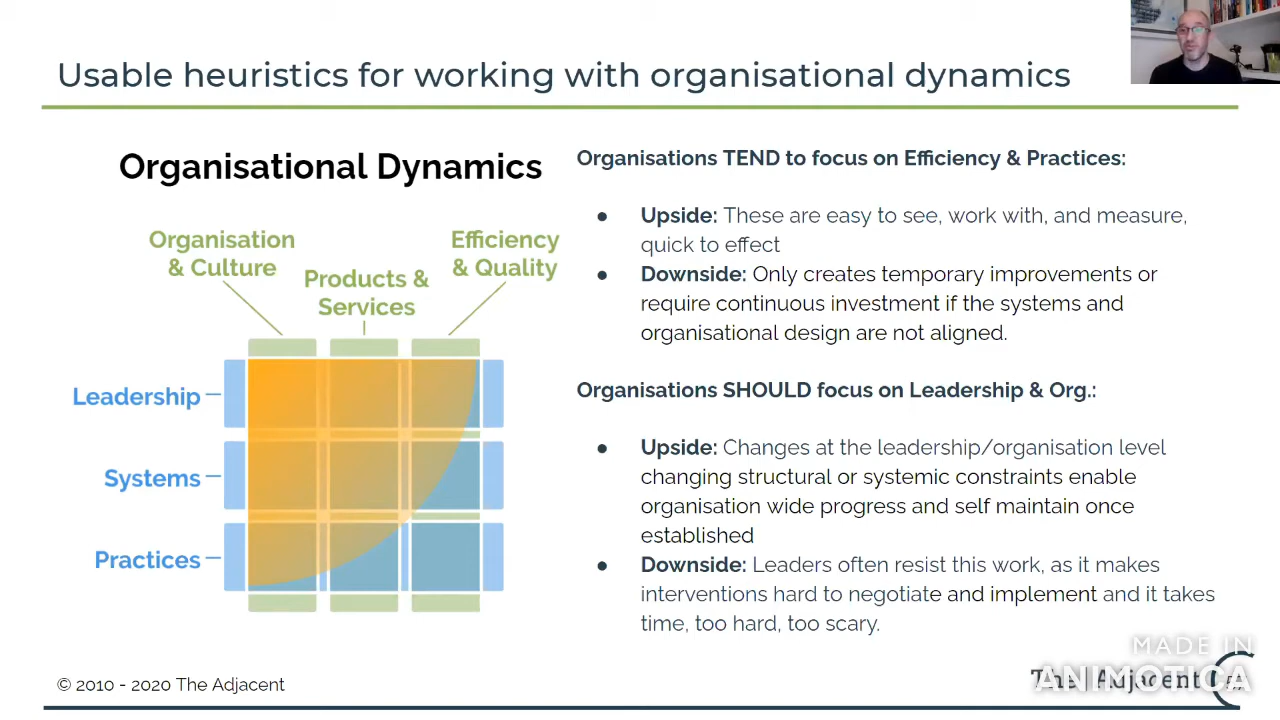 Usable heuristics for working with organisational dynamics
Organisational Dynamics
Organisation
& Culture
Products &
Services
Efficiency
& Quality
Leadership
Systems
Practices
Organisations TEND to focus on Efficiency & Practices:
● Upside: These are easy to see, work with, and measure,
quick to effect
● Downside: Only creates temporary improvements or
require continuous investment if the systems and
organisational design are not aligned.
Organisations SHOULD focus on Leadership & Org.:
● Upside: Changes at the leadership/organisation level
changing structural or systemic constraints enable
organisation wide progress and self maintain once
established
● Downside: Leaders often resist this work, as it makes
interventions hard to negotiate and implement and it takes
time, too hard, too scary.
© 2010 - 2020 The Adjacent
The Adjacent
MADE IN
ANIMOTICA